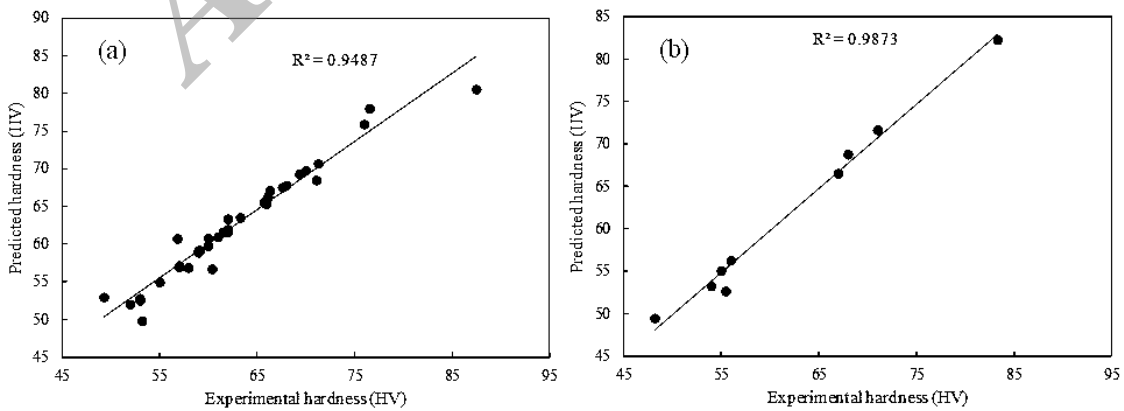 A
(a)
R² = 0.9487
Predicted hardness (HV)
90
85
80
75
70
65
60
55
50
45
45 55 65 75 85 95
Experimental hardness (HV)
(b)
R² = 0.9873
Predicted hardness (HV)
85
80
75
70
65
60
55
50
45
45 55 65 75 85 95
Experimental hardness (HV)